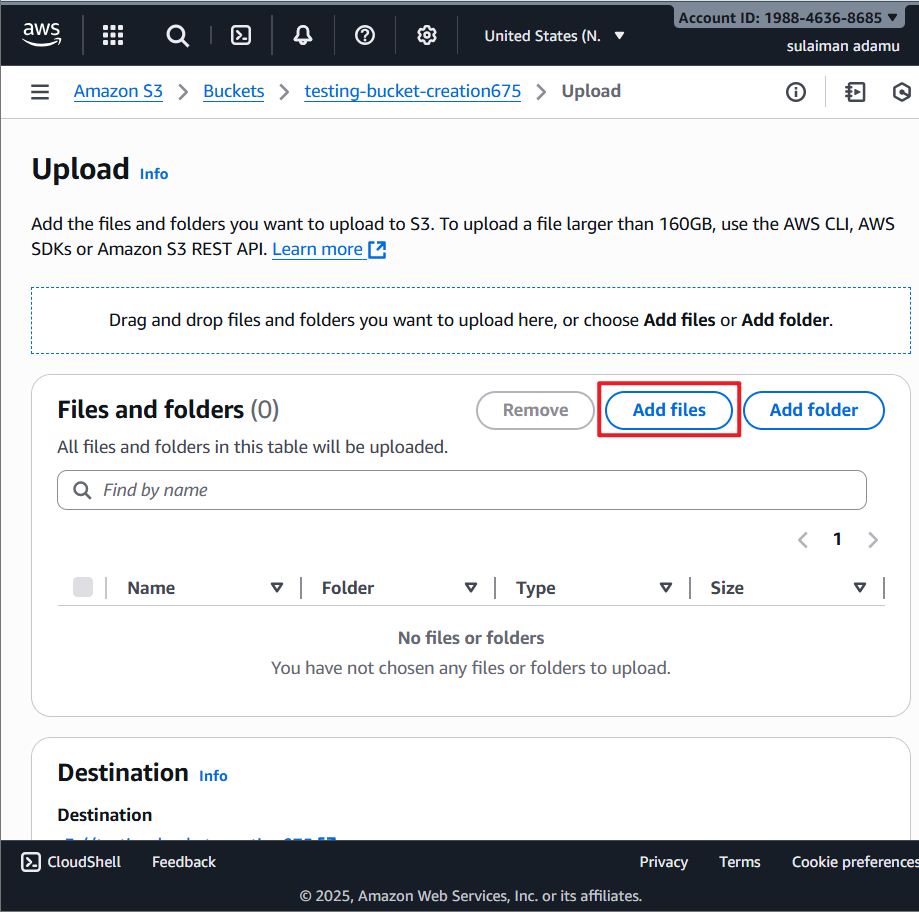 aws
United States (N.
Account ID: 1988-4636-8685
sulaiman adamu
Amazon S3
Buckets
testing-bucket-creation675
Upload
Upload
Info
Add the files and folders you want to upload to S3. To upload a file larger than 160GB, use the AWS CLI, AWS
SDKs or Amazon S3 REST API. Learn more
Drag and drop files and folders you want to upload here, or choose Add files or Add folder.
Files and folders (0)
Remove
Add files
Add folder
All files and folders in this table will be uploaded.
Find by name
1
Name
Folder
Type
Size
No files or folders
You have not chosen any files or folders to upload.
Destination
Info
Destination
CloudShell
Feedback
Privacy
Terms
Cookie preferences
© 2025, Amazon Web Services, Inc. or its affiliates.